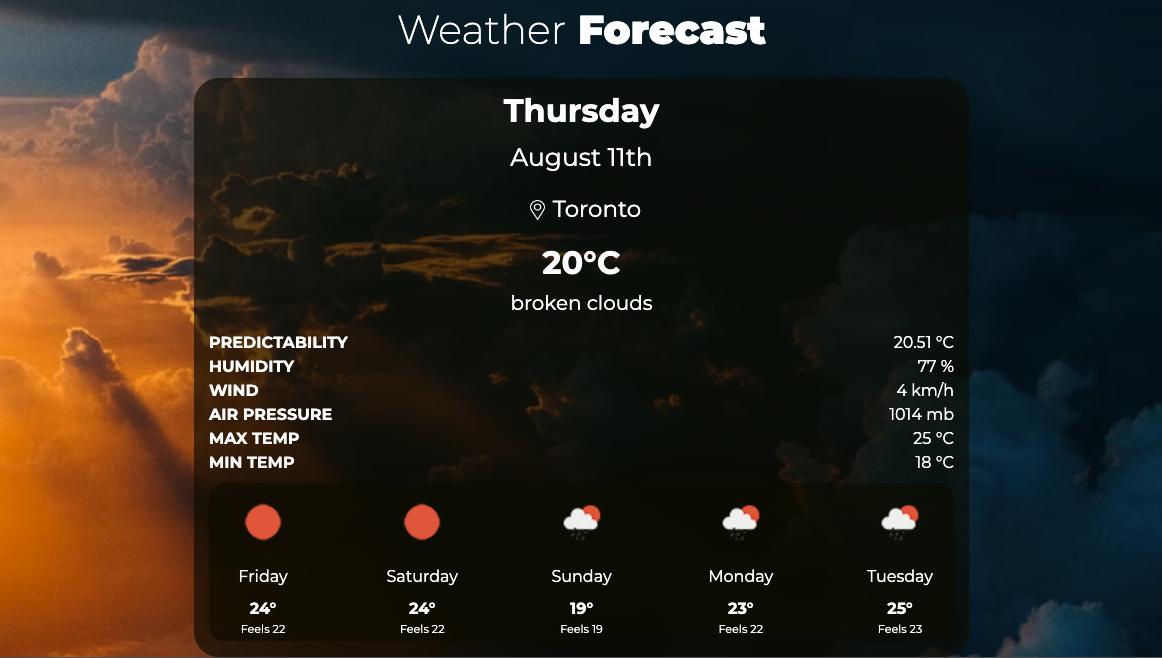 Weather Forecast
Thursday
August 11th
Toronto
20°C
broken clouds
PREDICTABILITY 20.51 °C
HUMIDITY 77 %
WIND 4 km/h
AIR PRESSURE 1014 mb
MAX TEMP 25 °C
MIN TEMP 18 °C
Friday Saturday Sunday Monday Tuesday
24° 24° 19° 23° 25°
Feels 22 Feels 22 Feels 19 Feels 22 Feels 23